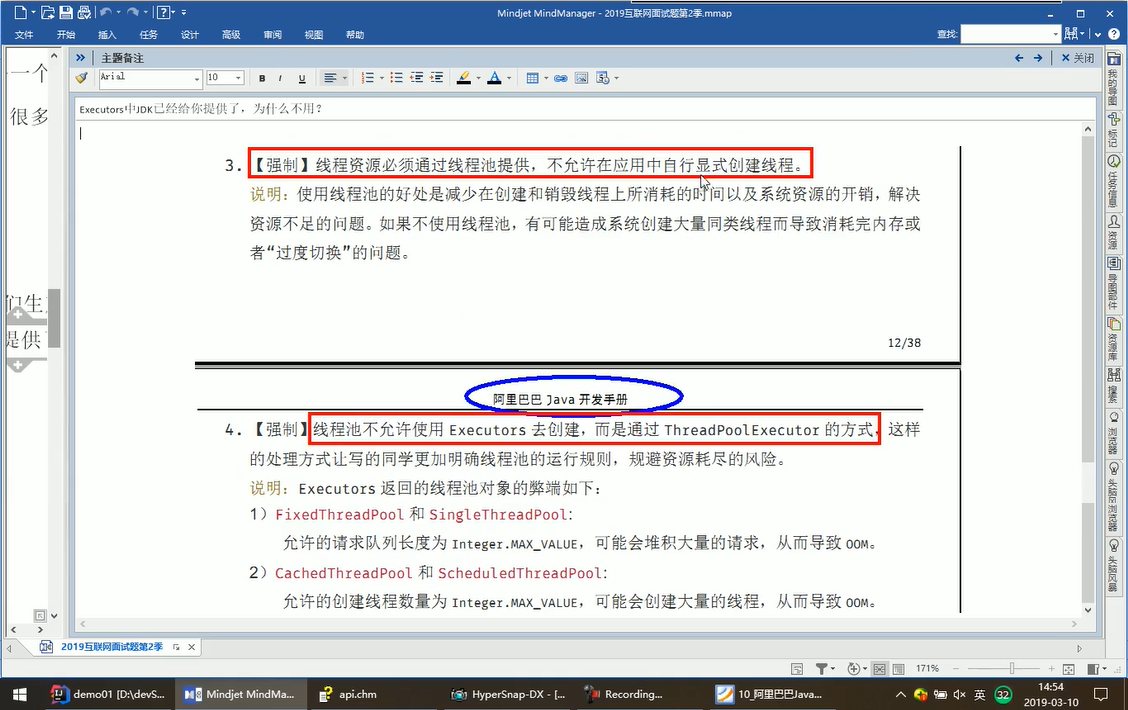 Mindjet MindManager - 2019互联网面试题第2季.mmap
文件 开始 插入 任务 设计 高级 审阅 视图 帮助 查找:
主题备注 关闭
Arial 10 B I U
Executors中JDK已经给你提供了，为什么不用？
一个
很多
们生
提供
3. 【强制】线程资源必须通过线程池提供，不允许在应用中自行显式创建线程。
说明：使用线程池的好处是减少在创建和销毁线程上所消耗的时间以及系统资源的开销，解决
资源不足的问题。如果不使用线程池，有可能造成系统创建大量同类线程而导致消耗完内存或
者“过度切换”的问题。
12/38
阿里巴巴 Java 开发手册
4. 【强制】线程池不允许使用 Executors 去创建，而是通过 ThreadPoolExecutor 的方式，这样
的处理方式让写的同学更加明确线程池的运行规则，规避资源耗尽的风险。
说明：Executors 返回的线程池对象的弊端如下：
1）FixedThreadPool 和 SingleThreadPool:
允许的请求队列长度为 Integer.MAX_VALUE，可能会堆积大量的请求，从而导致 OOM。
2）CachedThreadPool 和 ScheduledThreadPool:
允许的创建线程数量为 Integer.MAX_VALUE，可能会创建大量的线程，从而导致 OOM。
我的导图
标记
任务信息
资源
导图部件
资源库
搜索
浏览器
头脑风浏览器
头脑风暴
2019互联网面试题第2季
171%
demo01 [D:\devS... Mindjet MindMa... api.chm HyperSnap-DX - [... Recording... 10_阿里巴巴Java... 英 32 14:54
2019-03-10